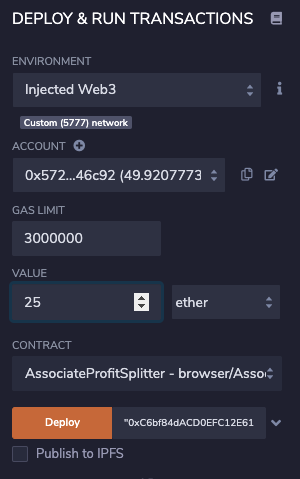 DEPLOY & RUN TRANSACTIONS
ENVIRONMENT
Injected Web3
Custom (5777) network
ACCOUNT
0x572...46c92 (49.9207773
GAS LIMIT
3000000
VALUE
25 ether
CONTRACT
AssociateProfitSplitter - browser/Asso
Deploy "0xC6bf84dACD0EFC12E61
Publish to IPFS